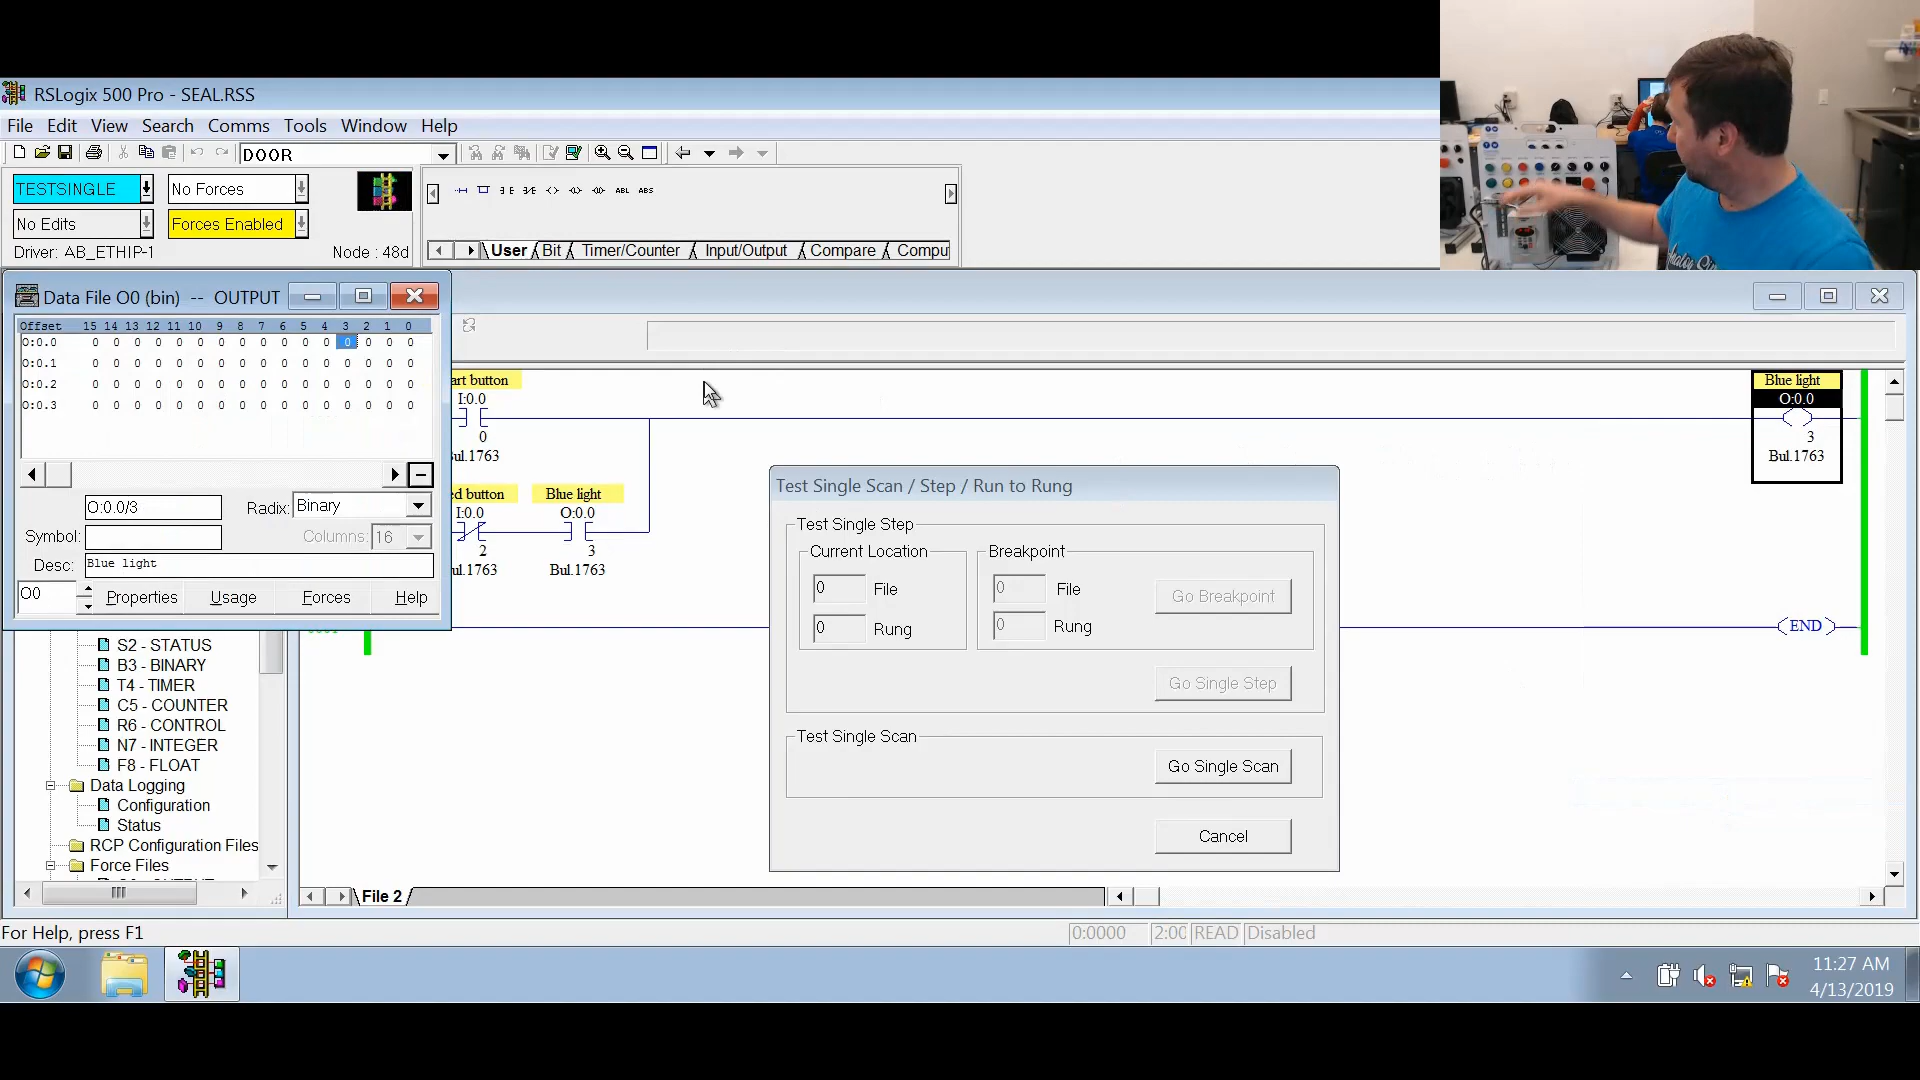 RSLogix 500 Pro - SEAL.RSS
File Edit View Search Comms Tools Window Help
DOOR
TESTSINGLE No Forces
No Edits Forces Enabled
Driver: AB_ETHIP-1 Node : 48d
ABL ABS
User Bit Timer/Counter Input/Output Compare Compu
Data File O0 (bin) -- OUTPUT
Offset 15 14 13 12 11 10 9 8 7 6 5 4 3 2 1 0
O:0.0 0 0 0 0 0 0 0 0 0 0 0 0 0 0 0 0
O:0.1 0 0 0 0 0 0 0 0 0 0 0 0 0 0 0 0
O:0.2 0 0 0 0 0 0 0 0 0 0 0 0 0 0 0 0
O:0.3 0 0 0 0 0 0 0 0 0 0 0 0 0 0 0 0
O:0.0/3 Radix: Binary
Symbol: Columns: 16
Desc: Blue light
O0 Properties Usage Forces Help
art button
I:0.0
0
Bul.1763
ed button
I:0.0
2
ul.1763
Blue light
O:0.0
3
Bul.1763
Blue light
O:0.0
3
Bul.1763
END
Test Single Scan / Step / Run to Rung
Test Single Step
Current Location
0 File
0 Rung
Breakpoint
0 File
0 Rung
Go Breakpoint
Go Single Step
Test Single Scan
Go Single Scan
Cancel
S2 - STATUS
B3 - BINARY
T4 - TIMER
C5 - COUNTER
R6 - CONTROL
N7 - INTEGER
F8 - FLOAT
Data Logging
Configuration
Status
RCP Configuration Files
Force Files
File 2
For Help, press F1
0:0000 2:00 READ Disabled
11:27 AM
4/13/2019